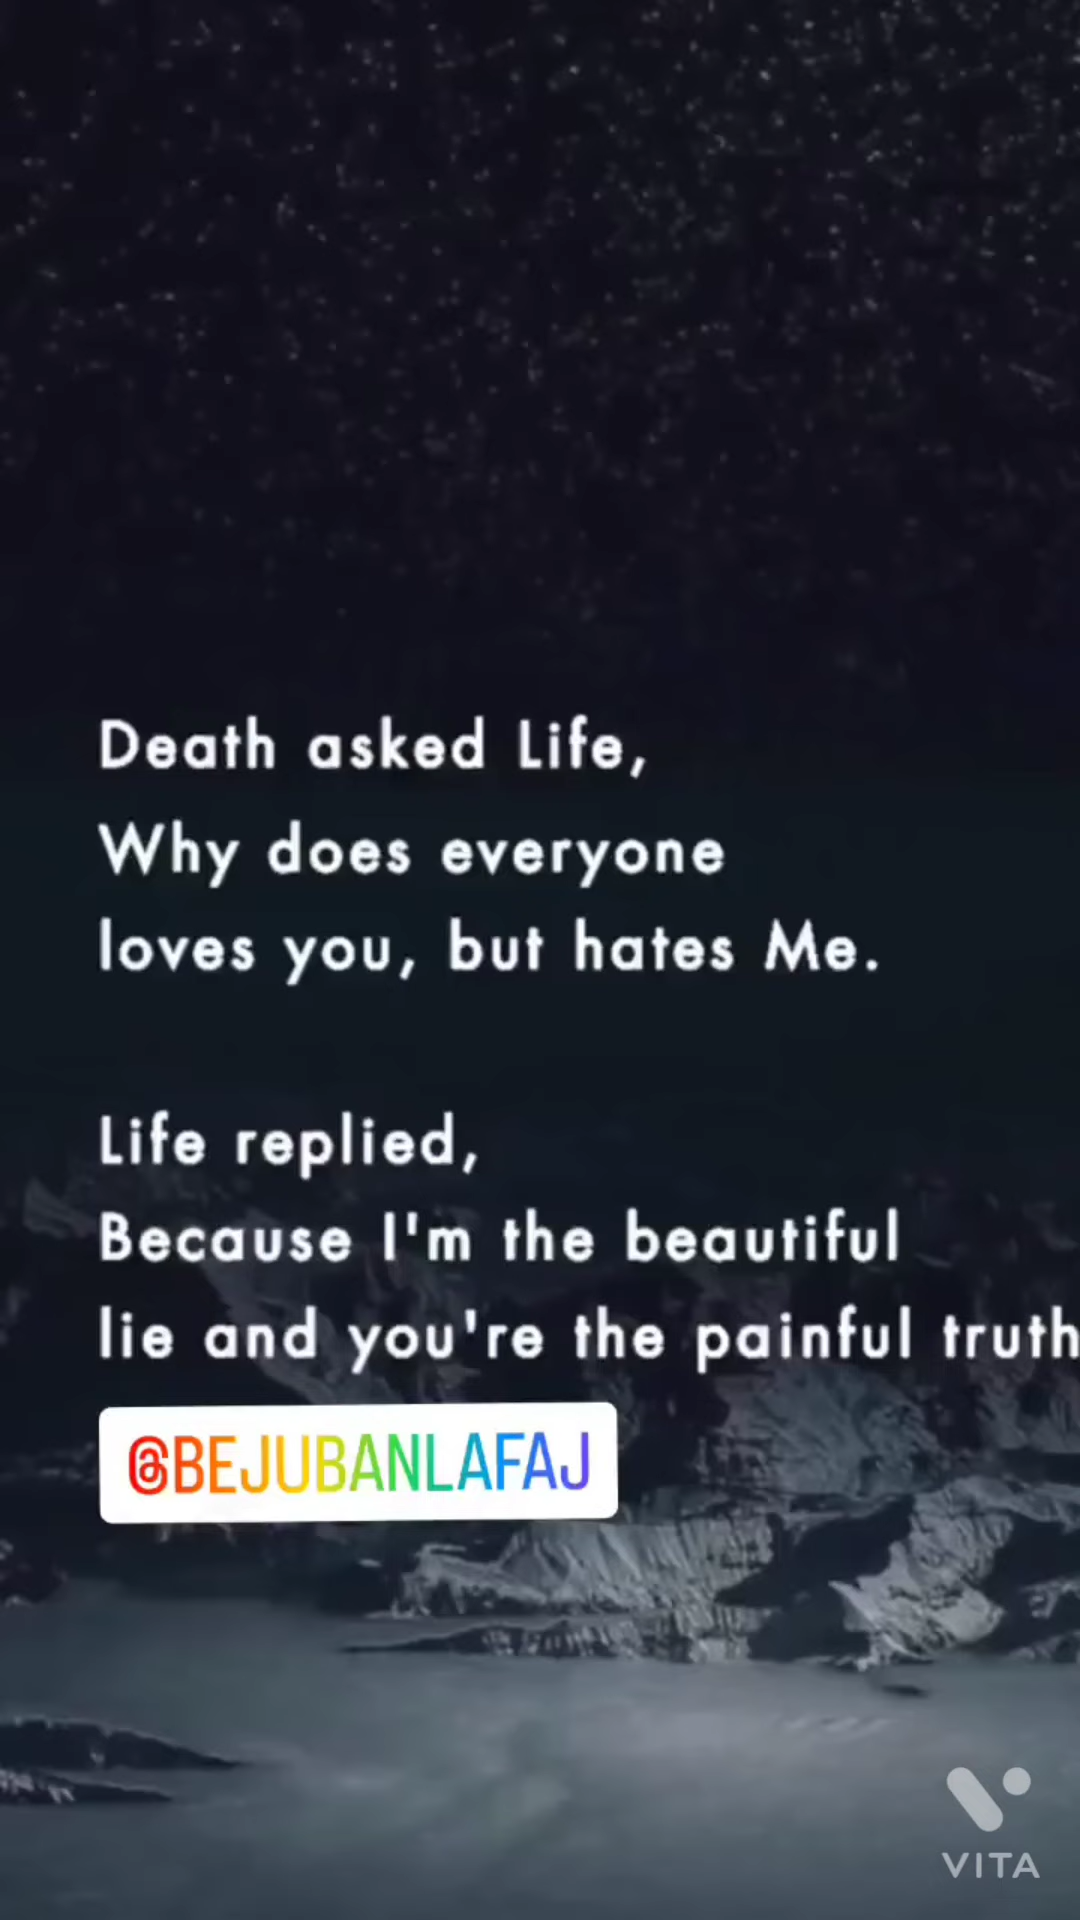 Death asked Life,
Why does everyone
loves you, but hates Me.
Life replied,
Because I'm the beautiful
lie and you're the painful truth
@BEJUBANLAFAJ
VITA